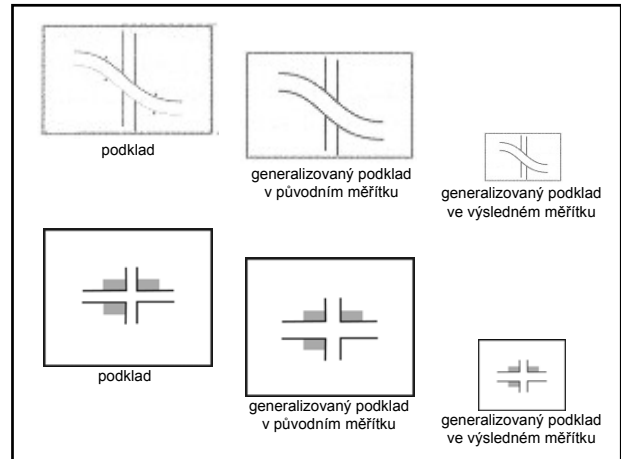 podklad
generalizovaný podklad
v původním měřítku
generalizovaný podklad
ve výsledném měřítku
podklad
generalizovaný podklad
v původním měřítku
generalizovaný podklad
ve výsledném měřítku